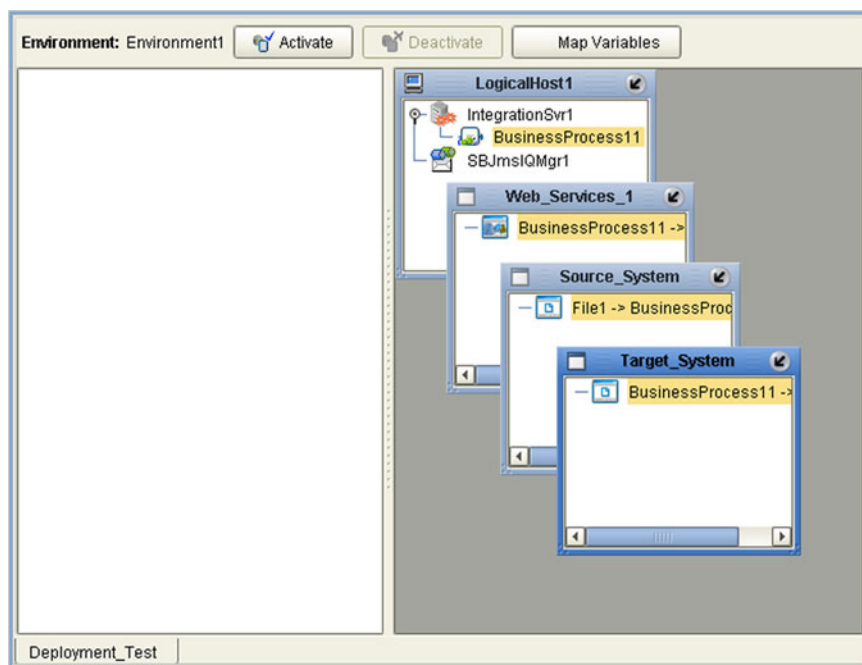 Environment: Environment1 Activate Deactivate Map Variables
LogicalHost1
IntegrationSvr1
BusinessProcess11
SBJmsIQMgr1
Web_Services_1
BusinessProcess11 ->
Source_System
File1 -> BusinessProc
Target_System
BusinessProcess11 ->
Deployment_Test